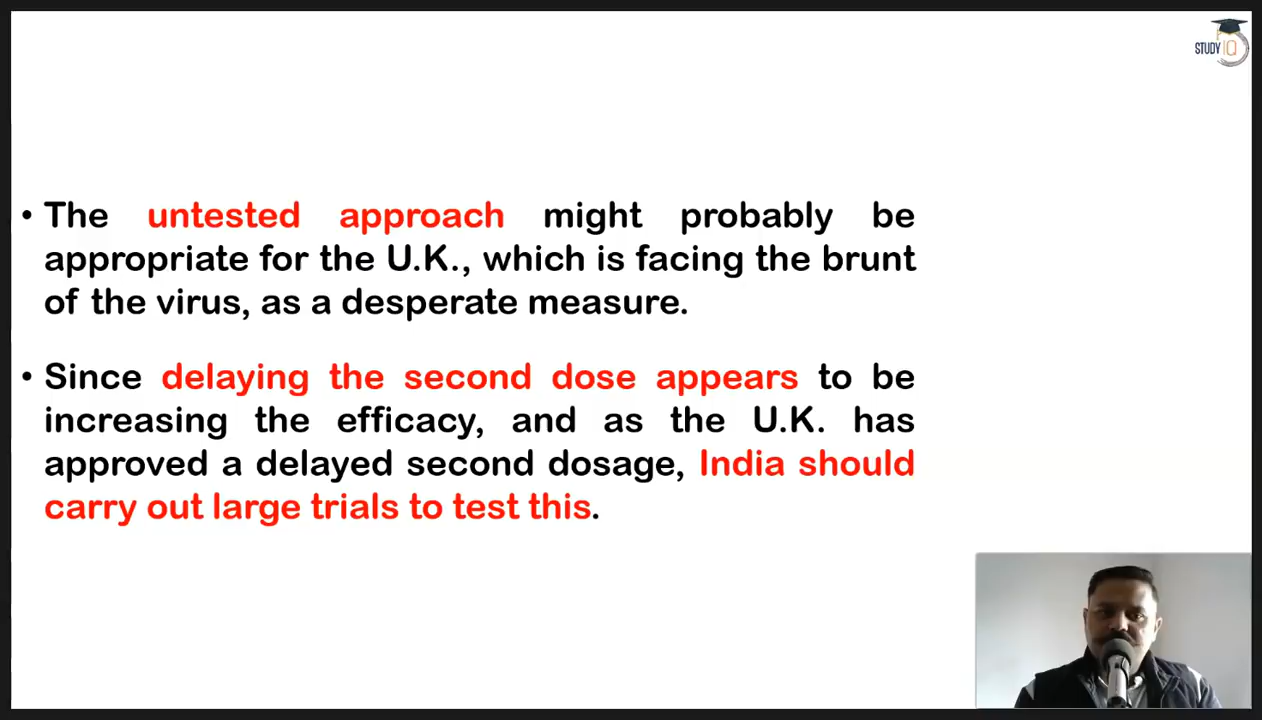 STUDY IQ
• The untested approach might probably be
appropriate for the U.K., which is facing the brunt
of the virus, as a desperate measure.
• Since delaying the second dose appears to be
increasing the efficacy, and as the U.K. has
approved a delayed second dosage, India should
carry out large trials to test this.